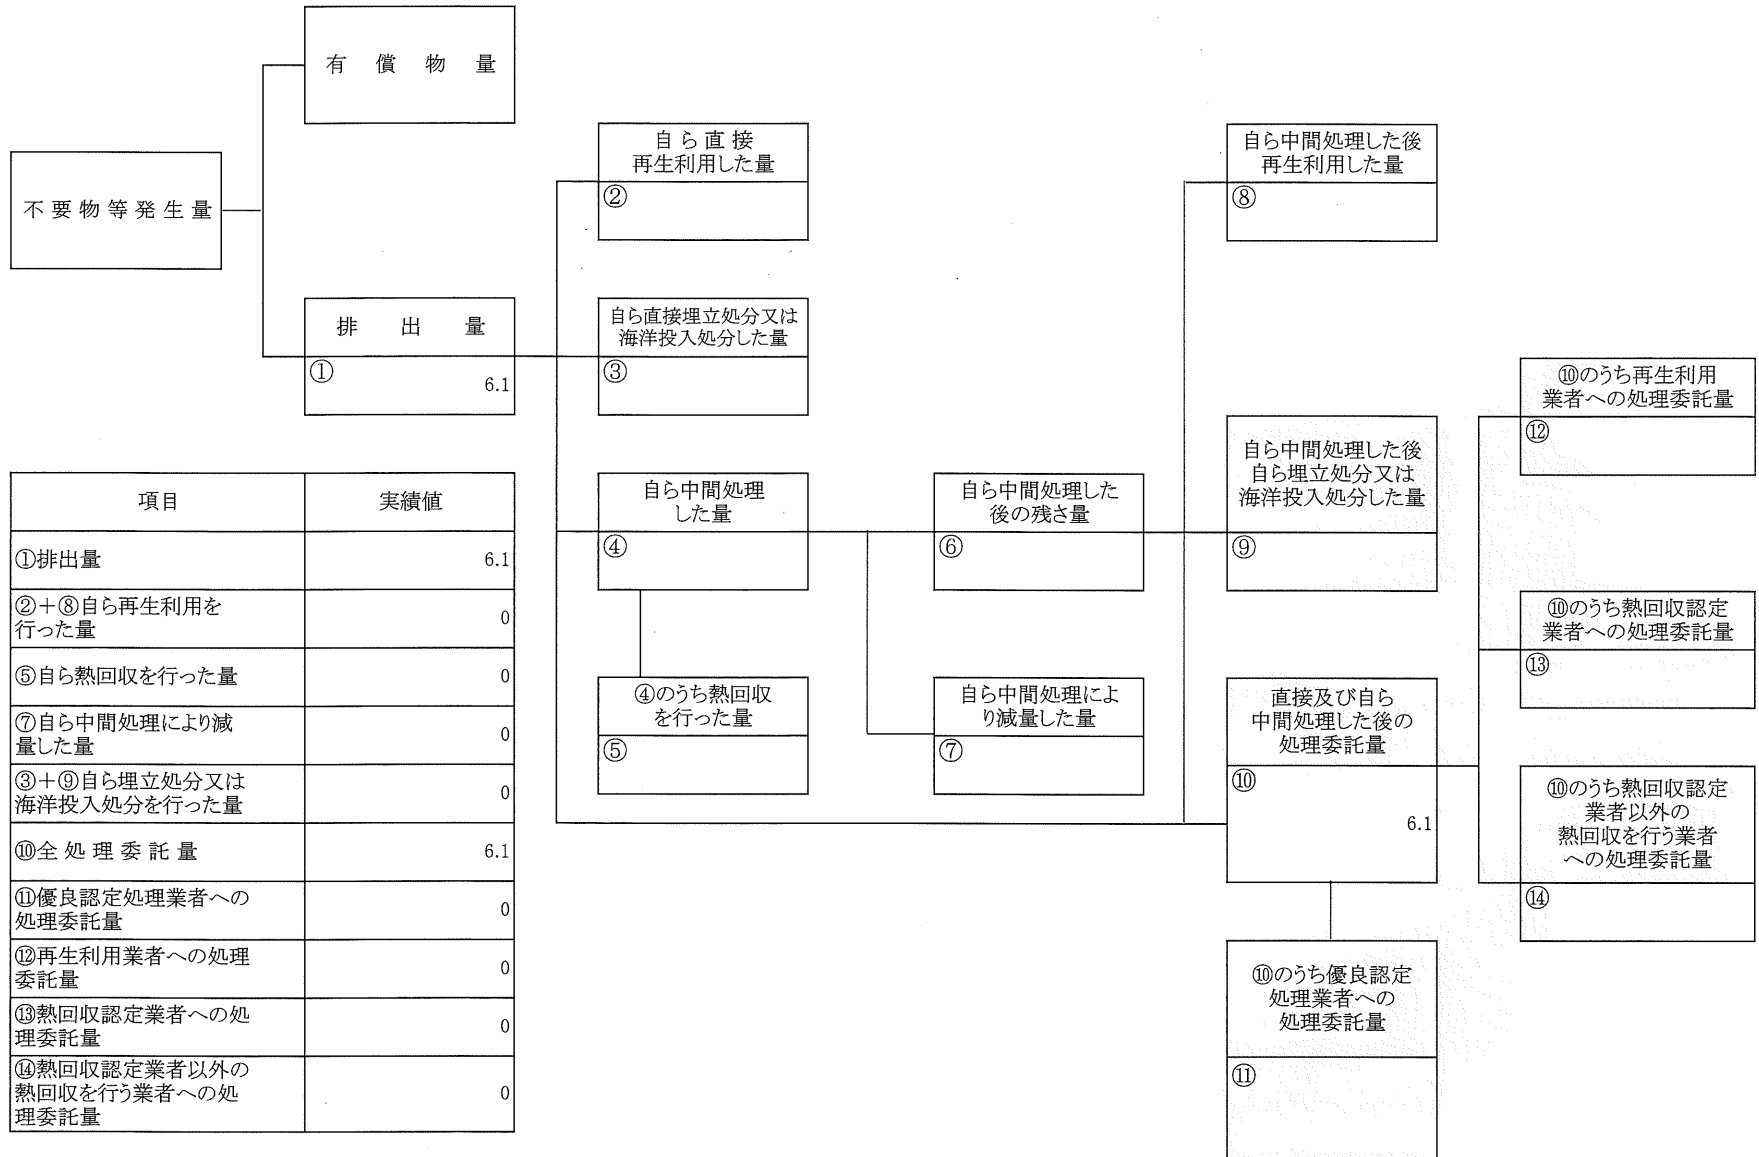 有償物量
不要物等発生量
排出量
①
6.1
自ら直接
再生利用した量
②
自ら直接埋立処分又は
海洋投入処分した量
③
自ら中間処理
した量
④
④のうち熱回収
を行った量
⑤
自ら中間処理した
後の残さ量
⑥
自ら中間処理によ
り減量した量
⑦
自ら中間処理した後
再生利用した量
⑧
自ら中間処理した後
自ら埋立処分又は
海洋投入処分した量
⑨
直接及び自ら
中間処理した後の
処理委託量
⑩
6.1
⑩のうち優良認定
処理業者への
処理委託量
⑪
⑩のうち再生利用
業者への処理委託量
⑫
⑩のうち熱回収認定
業者への処理委託量
⑬
⑩のうち熱回収認定
業者以外の
熱回収を行う業者
への処理委託量
⑭
項目 実績値
①排出量 6.1
②＋⑧自ら再生利用を
行った量 0
⑤自ら熱回収を行った量 0
⑦自ら中間処理により減
量した量 0
③＋⑨自ら埋立処分又は
海洋投入処分を行った量 0
⑩全処理委託量 6.1
⑪優良認定処理業者への
処理委託量 0
⑫再生利用業者への処理
委託量 0
⑬熱回収認定業者への処
理委託量 0
⑭熱回収認定業者以外の
熱回収を行う業者への処
理委託量 0